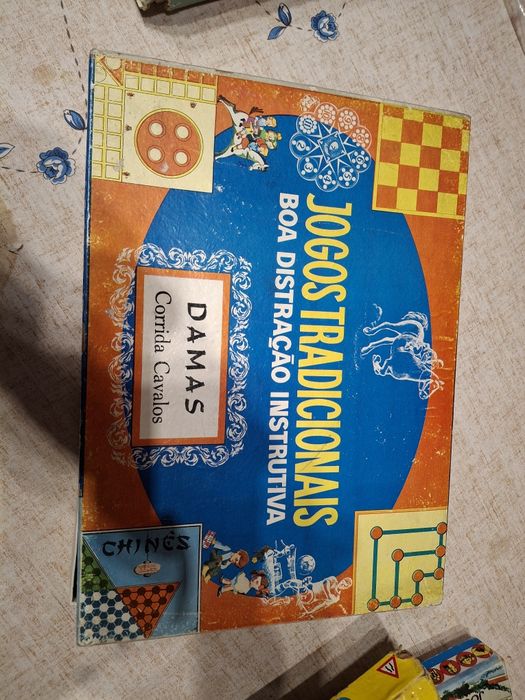 JOGOS TRADICIONAIS
BOA DISTRAÇÃO INSTRUTIVA
DAMAS
Corrida Cavalos
CHINÊS